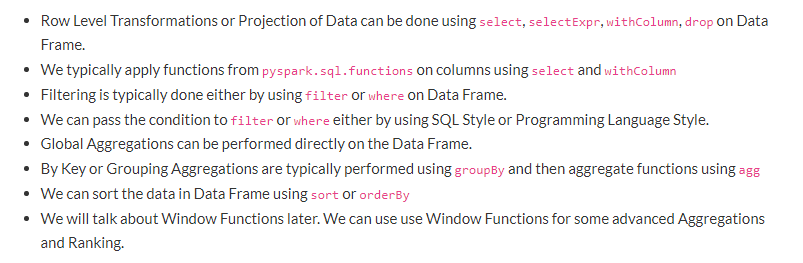 Row Level Transformations or Projection of Data can be done using select, selectExpr, withColumn, drop on Data
Frame.
We typically apply functions from pyspark.sql.functions on columns using select and withColumn
Filtering is typically done either by using filter or where on Data Frame.
We can pass the condition to filter or where either by using SQL Style or Programming Language Style.
Global Aggregations can be performed directly on the Data Frame.
By Key or Grouping Aggregations are typically performed using groupBy and then aggregate functions using agg
We can sort the data in Data Frame using sort or orderBy
We will talk about Window Functions later. We can use use Window Functions for some advanced Aggregations
and Ranking.